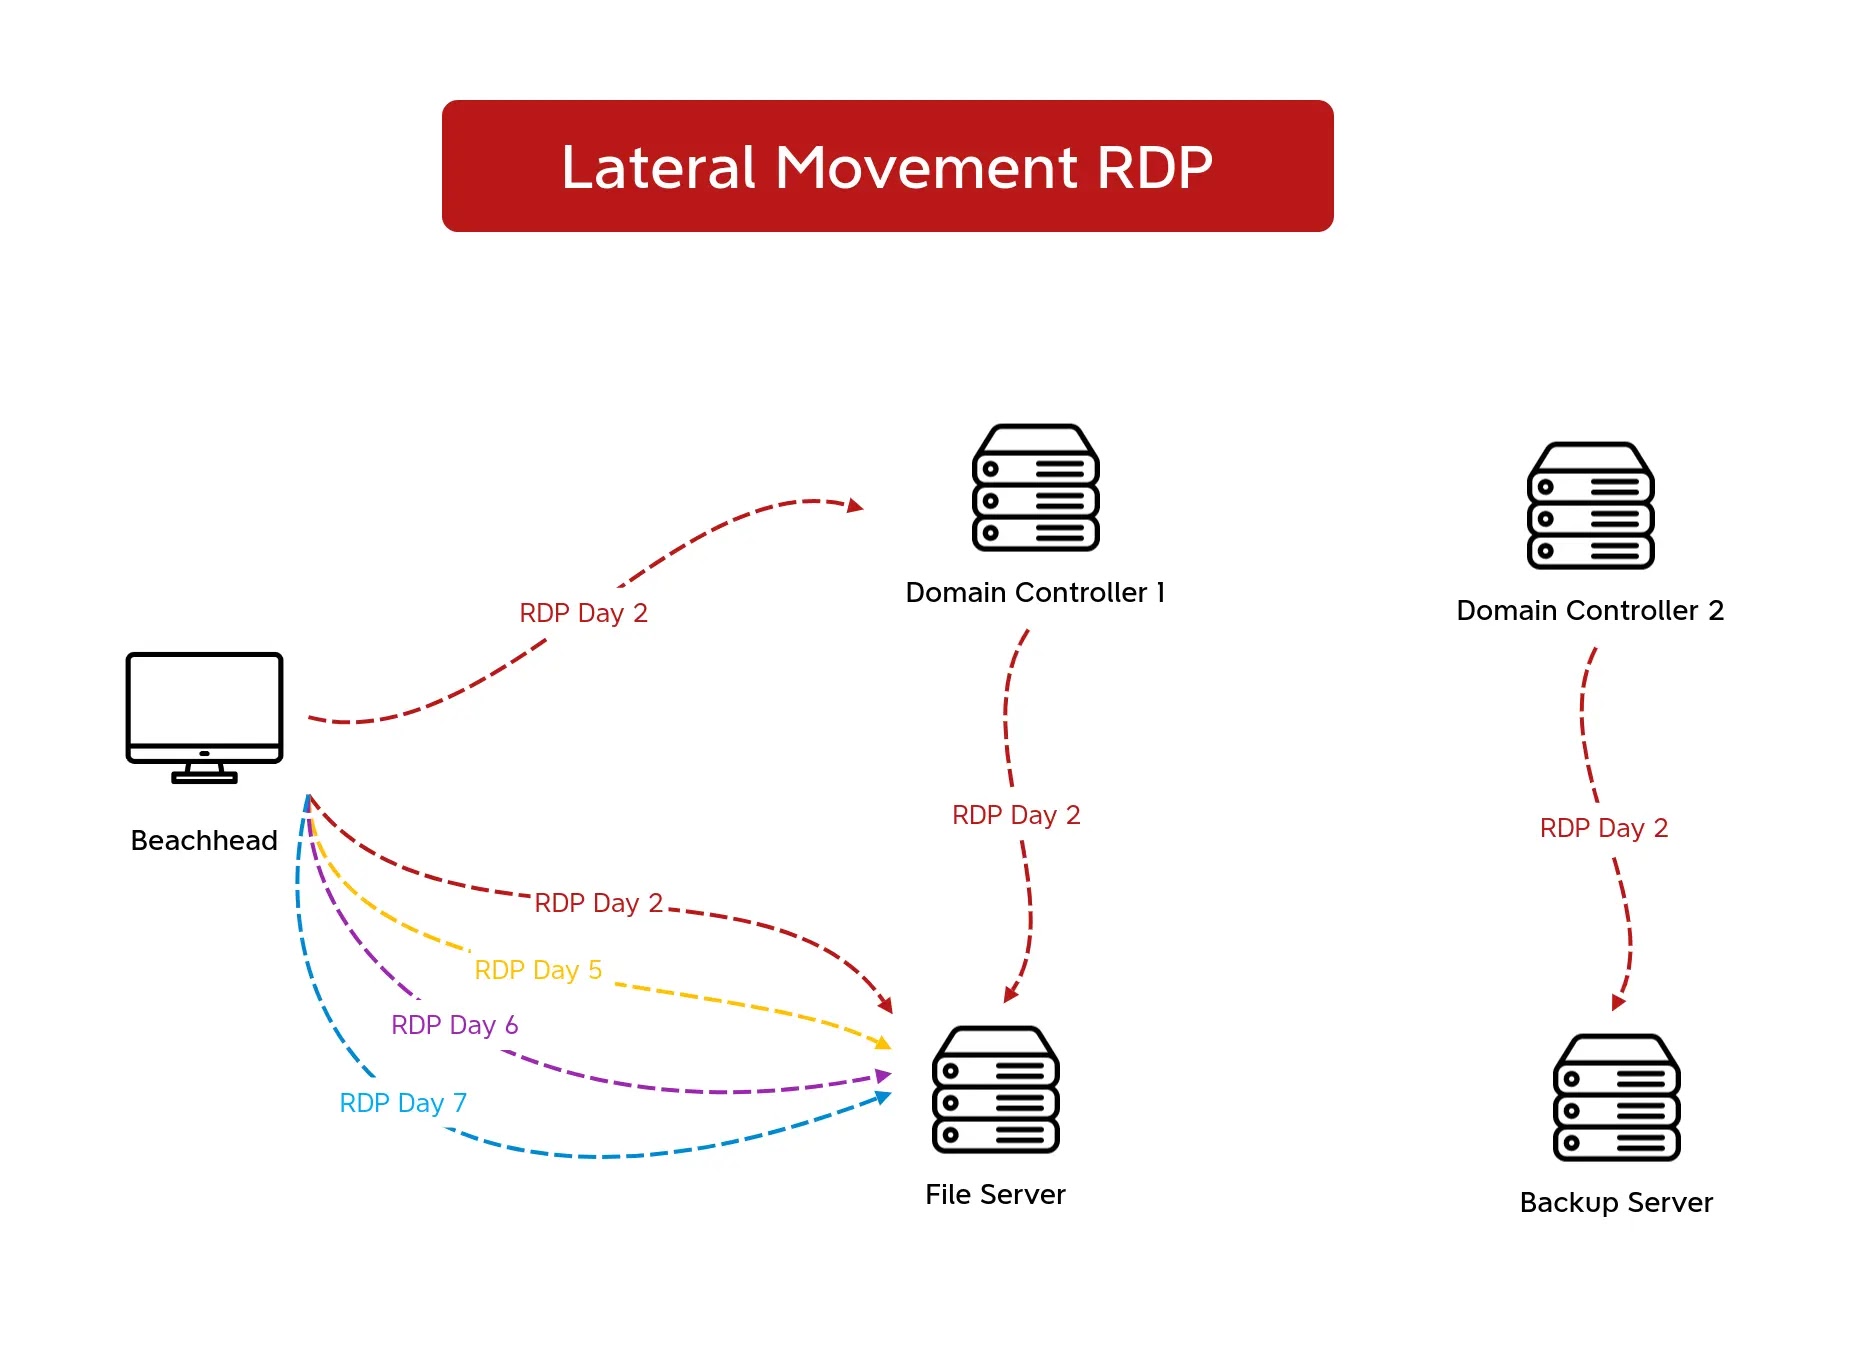 Lateral Movement RDP
Domain Controller 1
Domain Controller 2
RDP Day 2
Beachhead
RDP Day 2
RDP Day 2
RDP Day 2
RDP Day 5
RDP Day 6
RDP Day 7
File Server
Backup Server